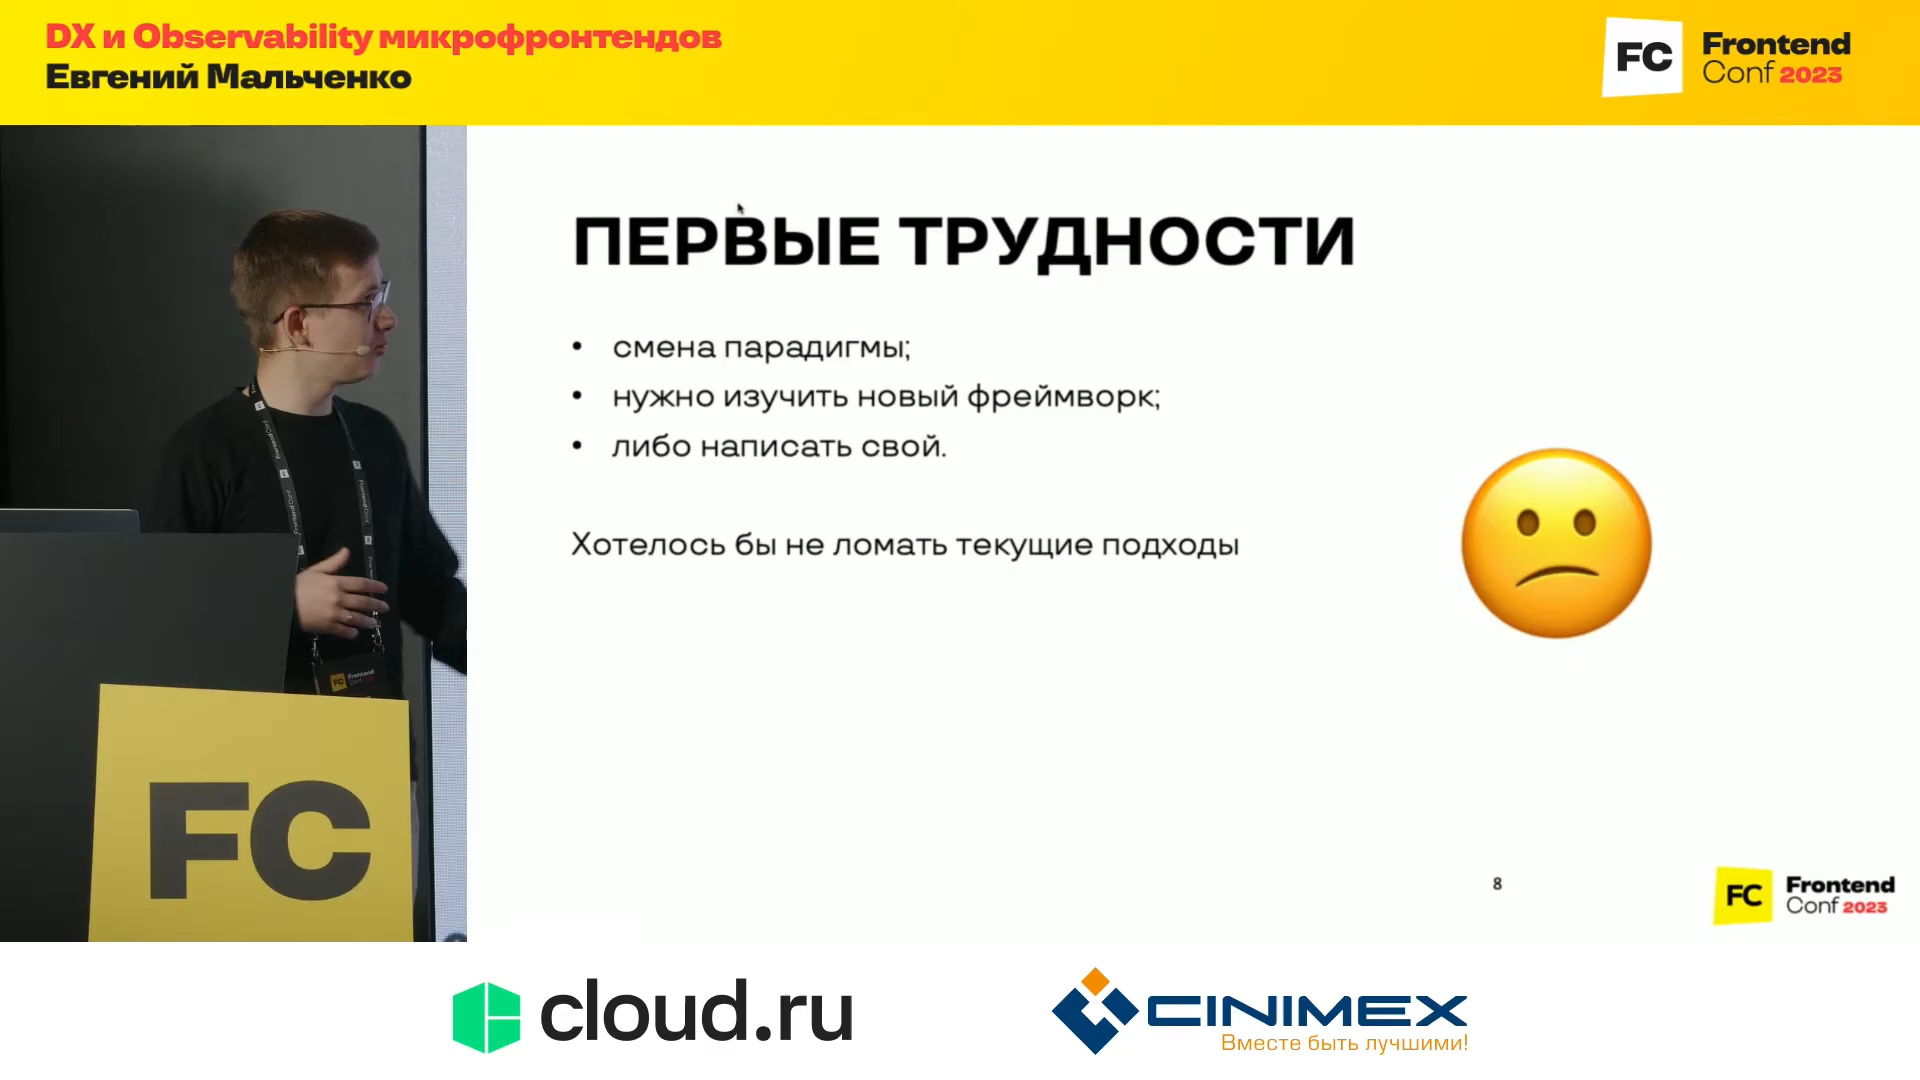 DX и Observability микрофронтендов
Евгений Мальченко
FC
Frontend
Conf 2023
ПЕРВЫЕ ТРУДНОСТИ
• смена парадигмы;
• нужно изучить новый фреймворк;
• либо написать свой.
Хотелось бы не ломать текущие подходы
8
FC
Frontend
Conf 2023
FC
Frontend
FC
cloud.ru
CINIMEX
Вместе быть лучшими!